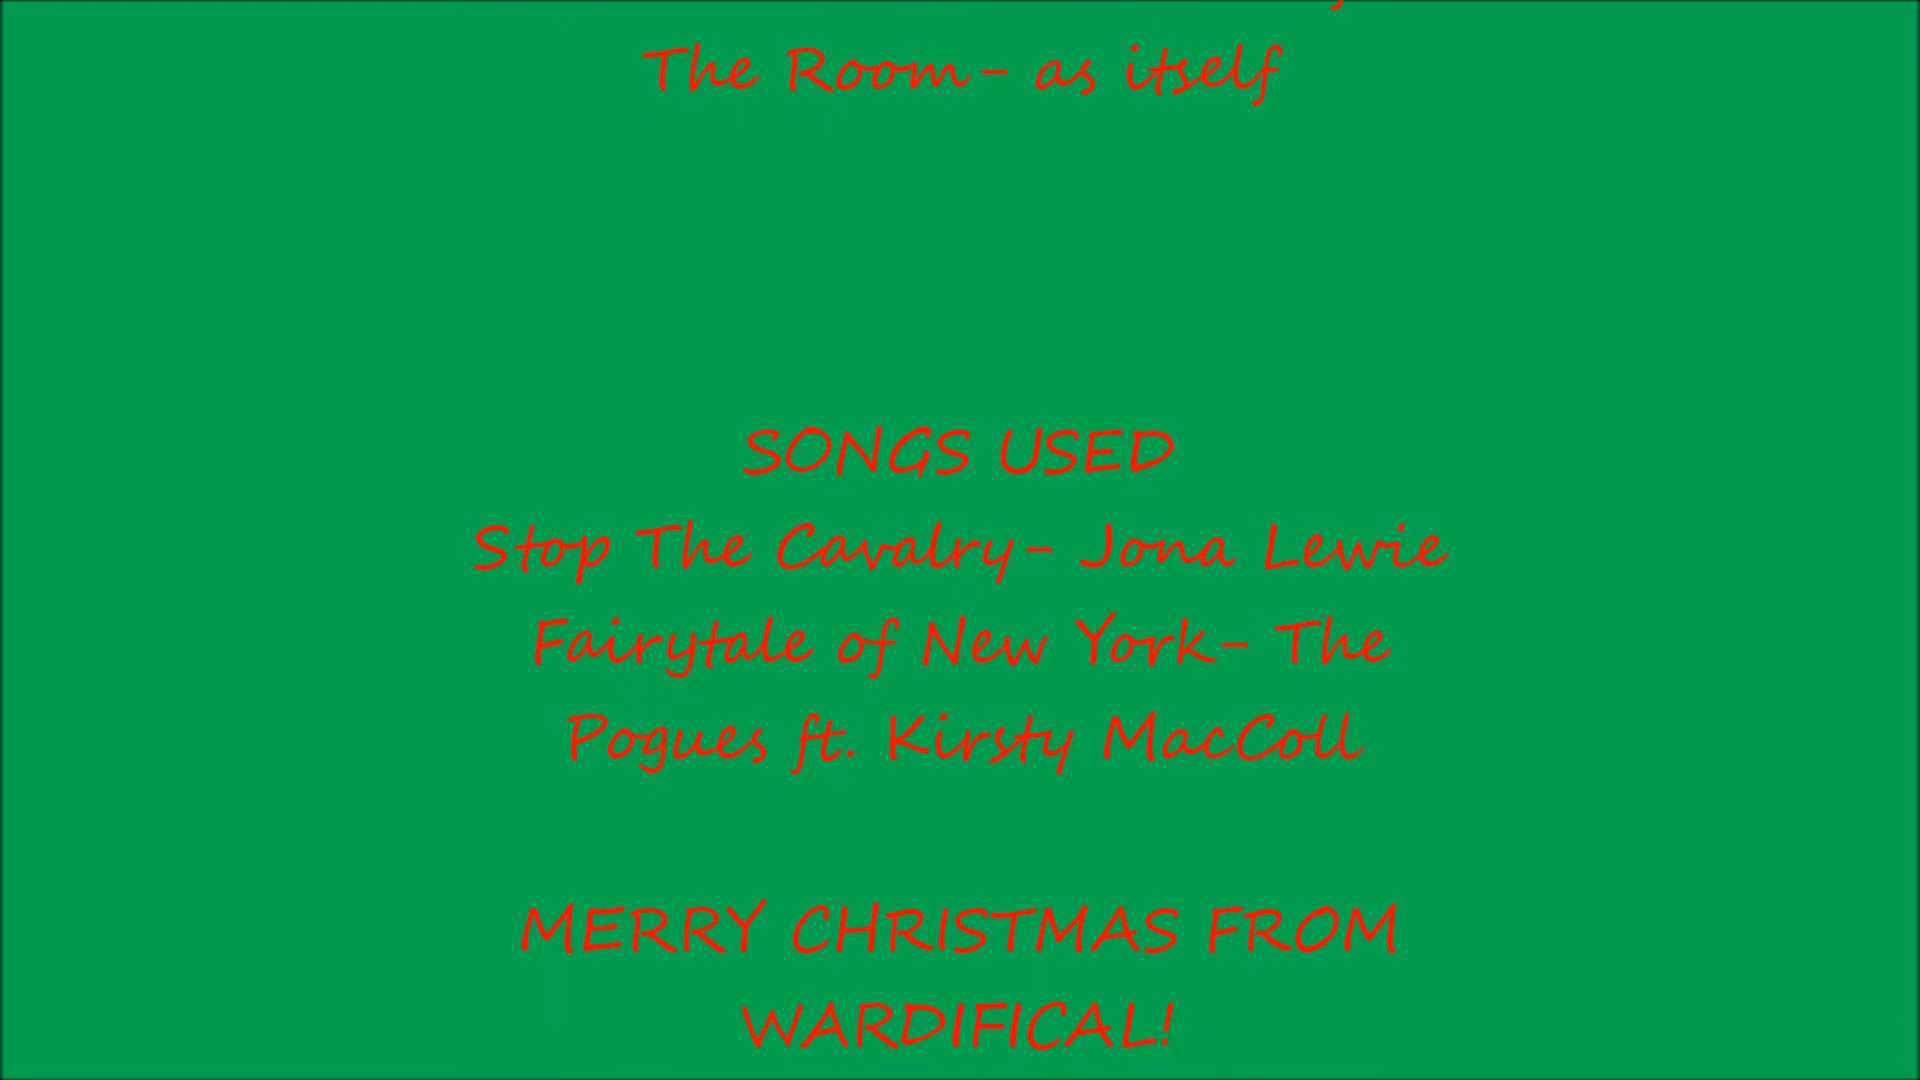 The Room- as itself
SONGS USED
Stop The Cavalry- Jona Lewie
Fairytale of New York- The
Pogues ft. Kirsty MacColl
MERRY CHRISTMAS FROM
WARDIFICAL!